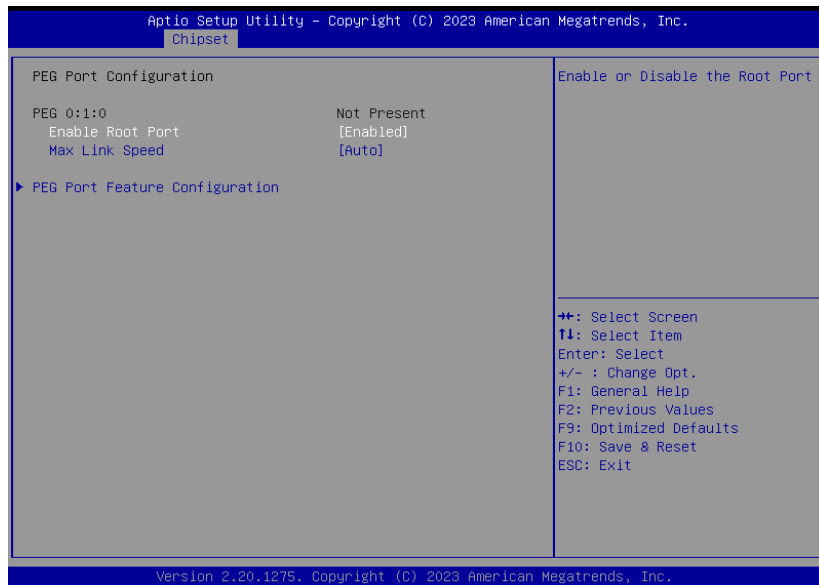 Aptio Setup Utility – Copyright (C) 2023 American Megatrends, Inc.
Chipset
PEG Port Configuration
PEG 0:1:0 Not Present
Enable Root Port [Enabled]
Max Link Speed [Auto]
▶ PEG Port Feature Configuration
Enable or Disable the Root Port
→←: Select Screen
↑↓: Select Item
Enter: Select
+/- : Change Opt.
F1: General Help
F2: Previous Values
F9: Optimized Defaults
F10: Save & Reset
ESC: Exit
Version 2.20.1275. Copyright (C) 2023 American Megatrends, Inc.